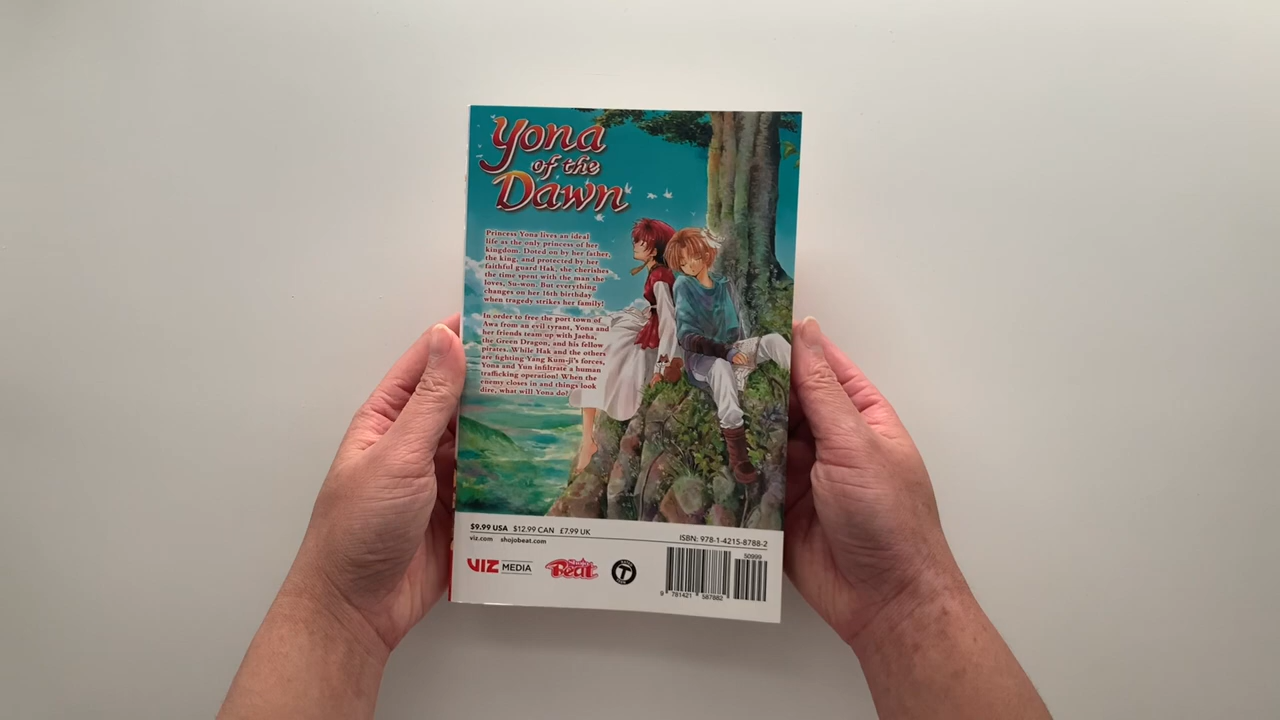 Yona
of the
Dawn
Princess Yona lives an ideal
life as the only princess of her
kingdom. Doted on by her father,
the king, and protected by her
faithful guard Hak, she cherishes
the time spent with the man she
loves, Su-won. But everything
changes on her 16th birthday
when tragedy strikes her family!
In order to free the port town of
Awa from an evil tyrant, Yona and
her friends team up with Jaeha,
the Green Dragon, and his fellow
pirates. While Hak and the others
are fighting Yang Kum-ji's forces,
Yona and Yun infiltrate a human
trafficking operation! When the
enemy closes in and things look
dire, what will Yona do?
$9.99 USA $12.99 CAN £7.99 UK
viz.com shojobeat.com
ISBN: 978-1-4215-8788-2
50999
VIZ MEDIA
Shojo Beat
T
9 781421 587882